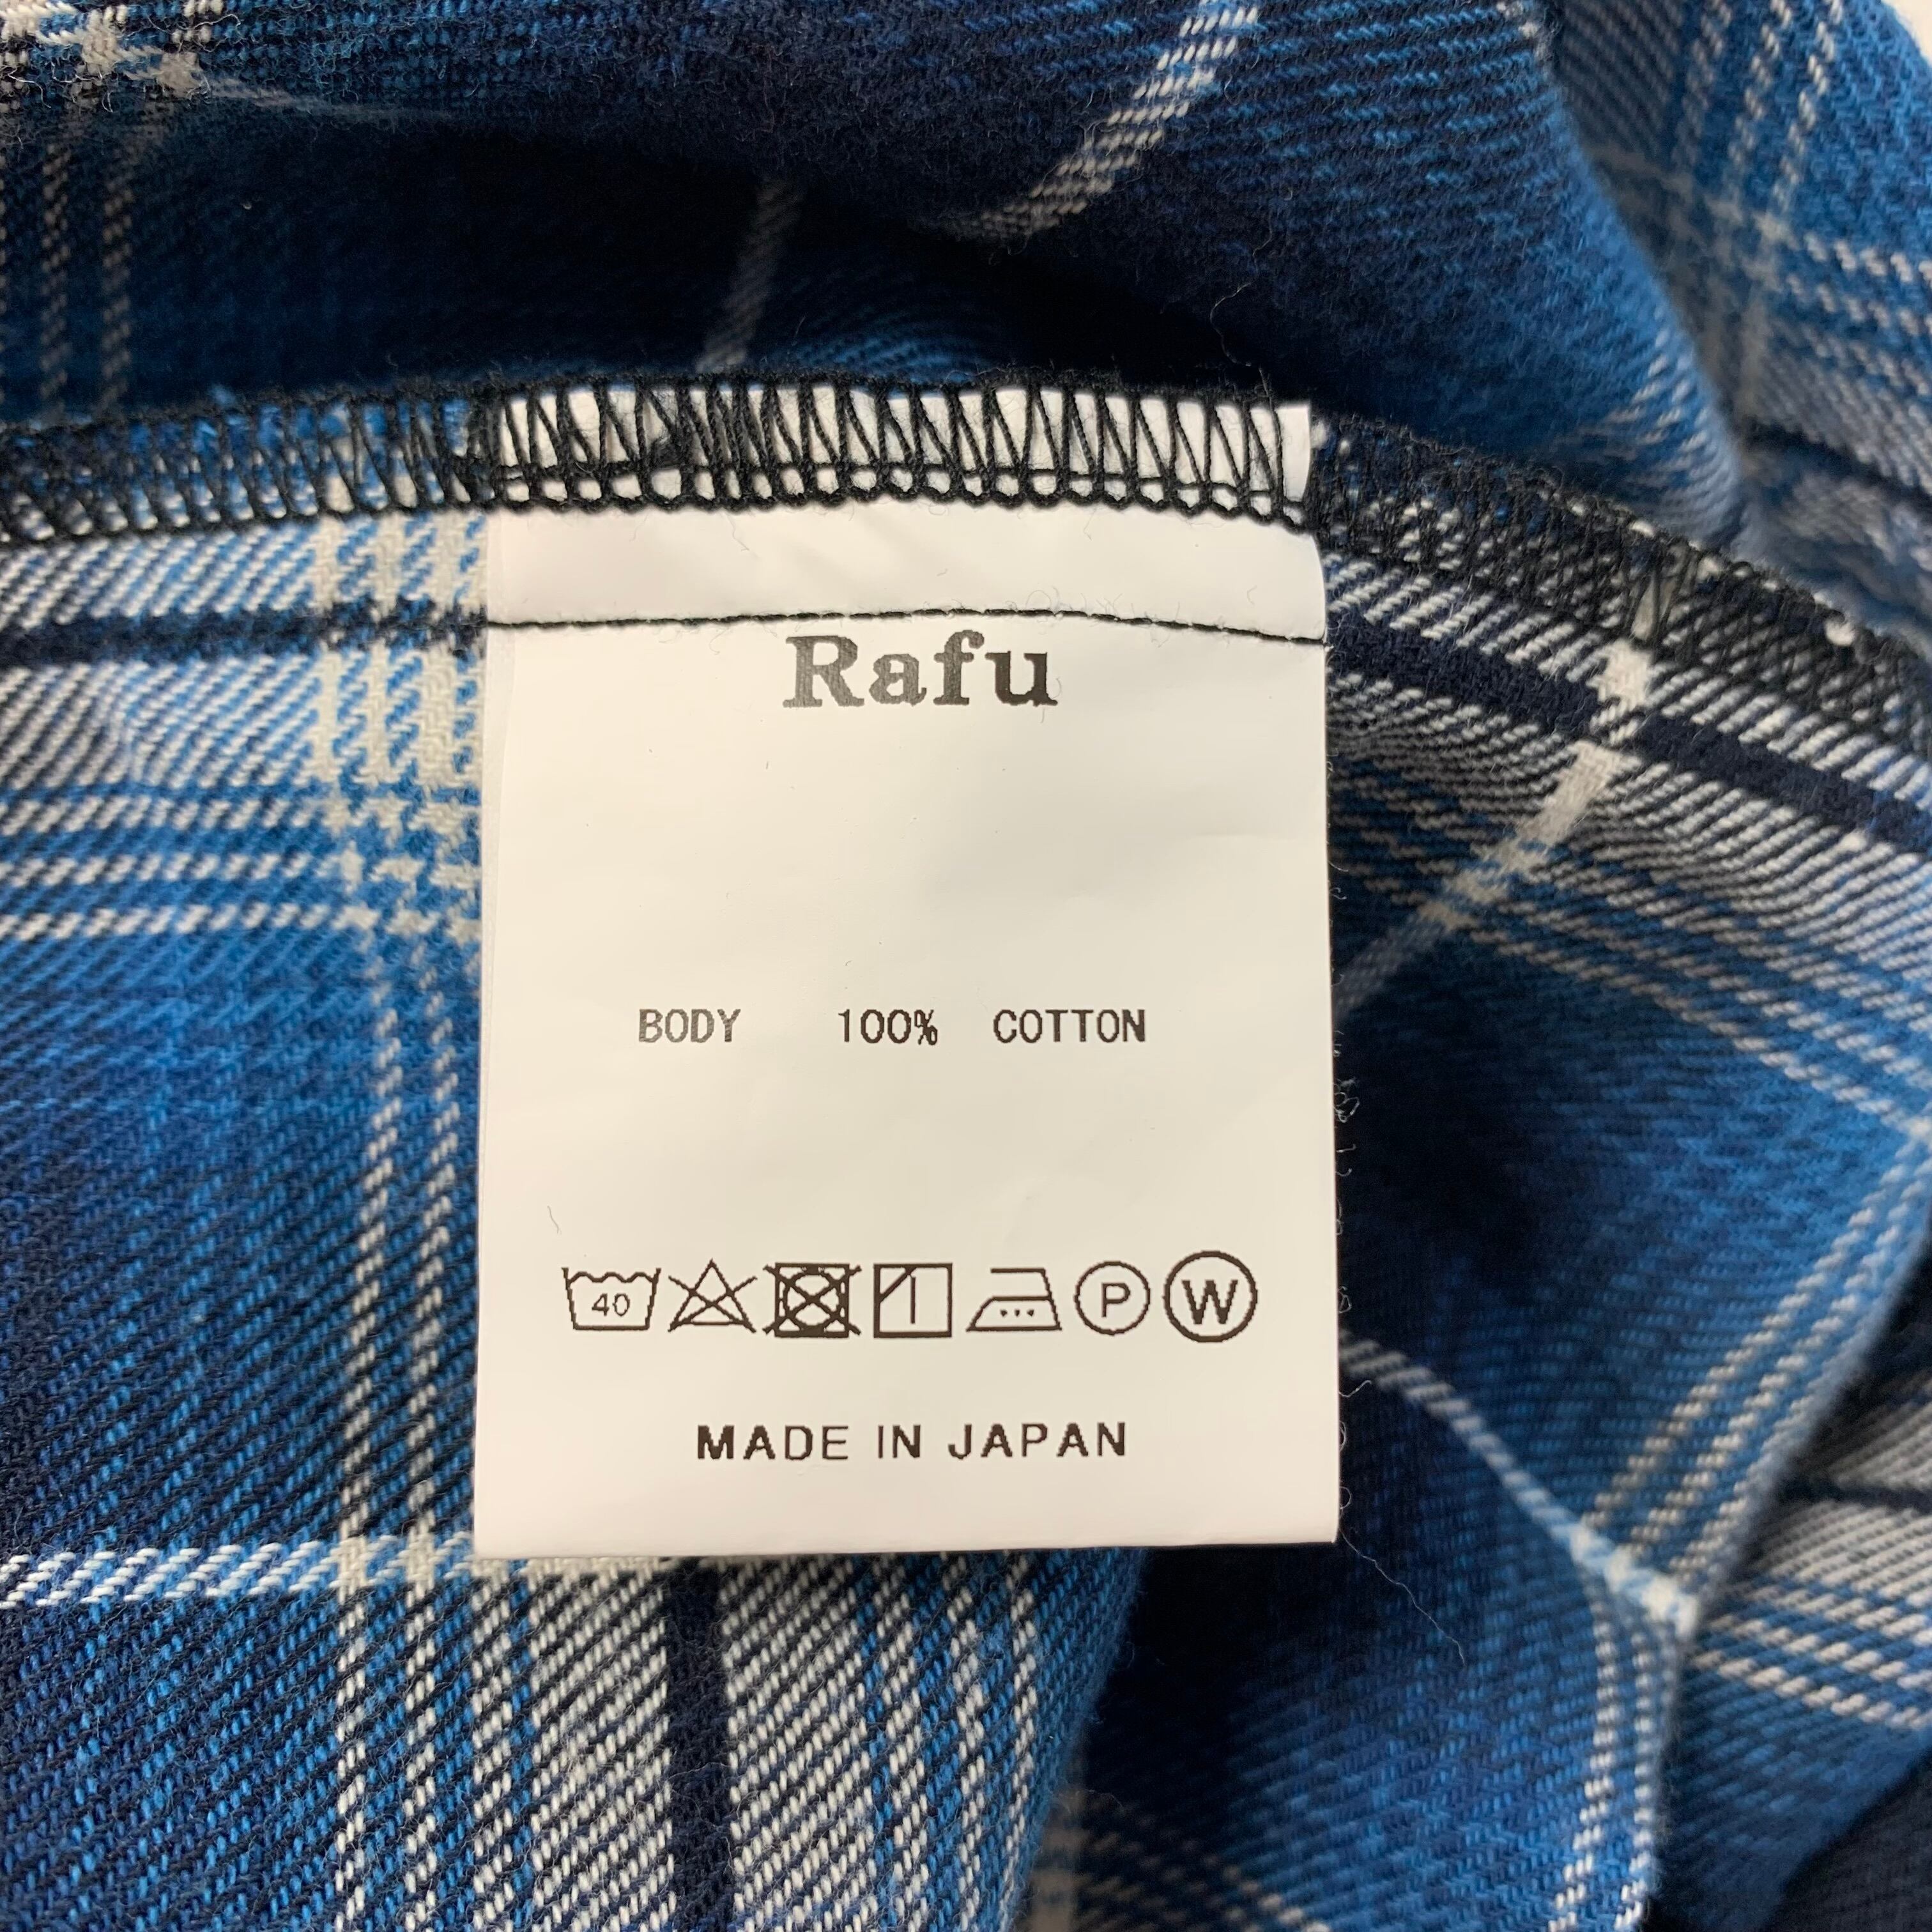 Rafu
BODY 100% COTTON
40 P W
MADE IN JAPAN